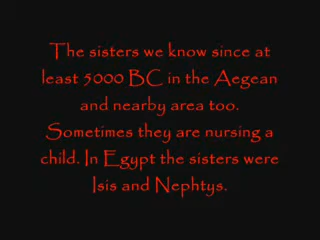 The sisters we know since at
least 5000 BC in the Aegean
and nearby area too.
Sometimes they are nursing a
child. In Egypt the sisters were
Isis and Nephtys.